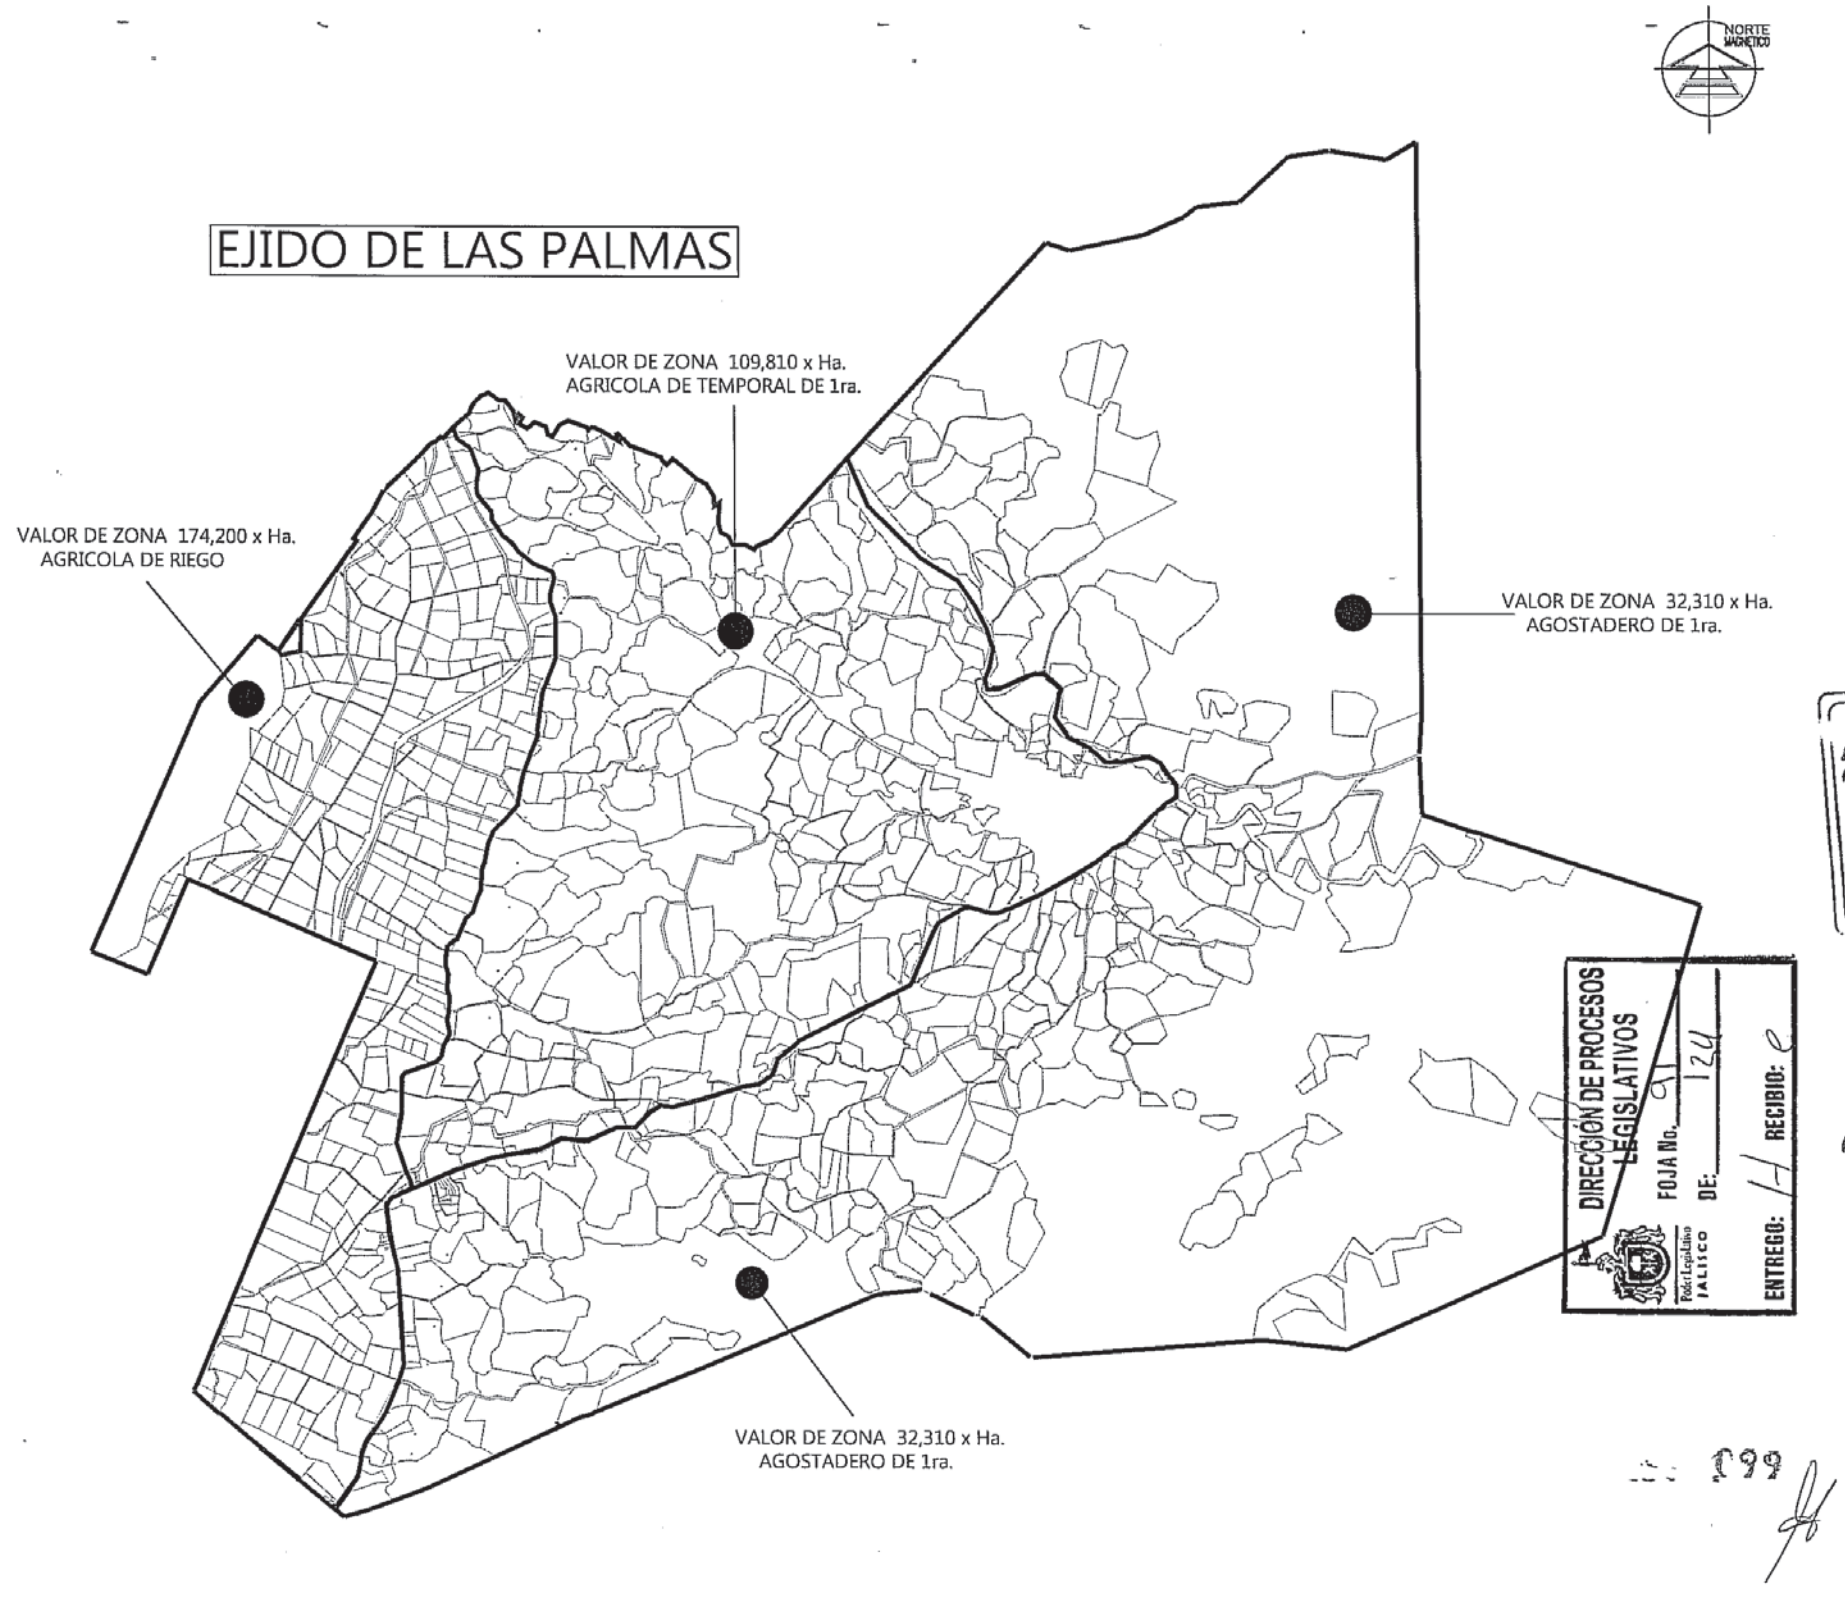 NORTE
MAGNETICO
EJIDO DE LAS PALMAS
VALOR DE ZONA 109,810 x Ha.
AGRICOLA DE TEMPORAL DE 1ra.
VALOR DE ZONA 174,200 x Ha.
AGRICOLA DE RIEGO
VALOR DE ZONA 32,310 x Ha.
AGOSTADERO DE 1ra.
VALOR DE ZONA 32,310 x Ha.
AGOSTADERO DE 1ra.
DIRECCION DE PROCESOS
LEGISLATIVOS
FOJA No. 91
DE: 124
Poder Legislativo
JALISCO
ENTREGO: H RECIBIO: e